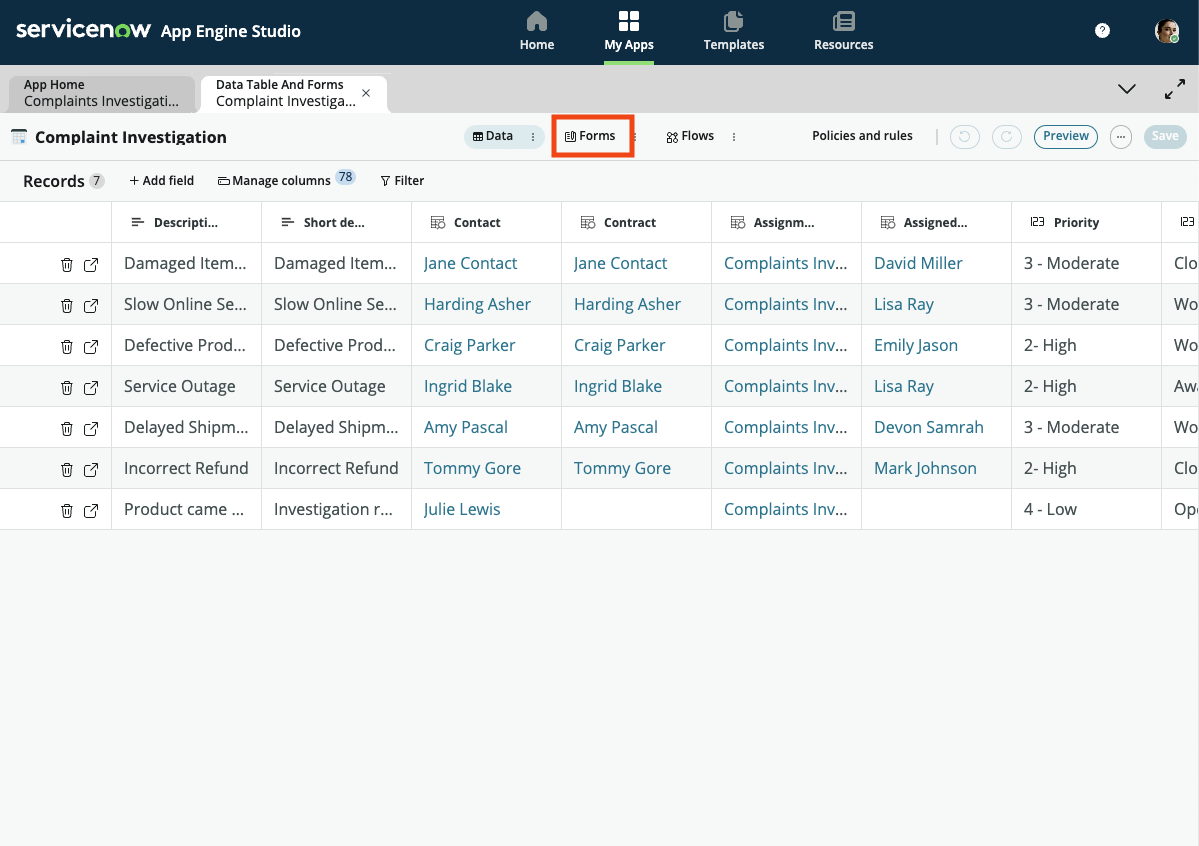 servicenow App Engine Studio
Home
My Apps
Templates
Resources
?
App Home
Complaints Investigati...
Data Table And Forms
Complaint Investiga...
Complaint Investigation
Data
Forms
Flows
Policies and rules
Preview
Save
Records 7
+ Add field
Manage columns 78
Filter
Descripti...
Short de...
Contact
Contract
Assignm...
Assigned...
Priority
Damaged Item... Damaged Item... Jane Contact Jane Contact Complaints Inv... David Miller 3 - Moderate Clo
Slow Online Se... Slow Online Se... Harding Asher Harding Asher Complaints Inv... Lisa Ray 3 - Moderate Wo
Defective Prod... Defective Prod... Craig Parker Craig Parker Complaints Inv... Emily Jason 2- High Wo
Service Outage Service Outage Ingrid Blake Ingrid Blake Complaints Inv... Lisa Ray 2- High Awa
Delayed Shipm... Delayed Shipm... Amy Pascal Amy Pascal Complaints Inv... Devon Samrah 3 - Moderate Wo
Incorrect Refund Incorrect Refund Tommy Gore Tommy Gore Complaints Inv... Mark Johnson 2- High Clo
Product came ... Investigation r... Julie Lewis Complaints Inv... 4 - Low Ope